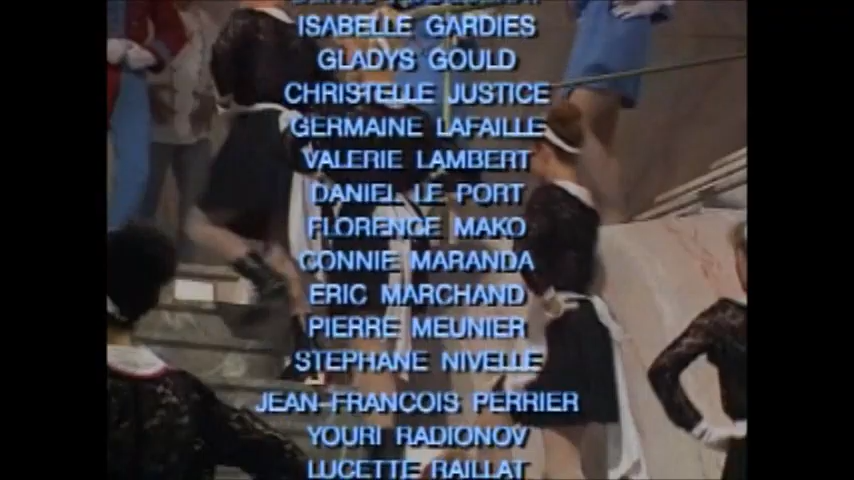 ISABELLE GARDIES
GLADYS GOULD
CHRISTELLE JUSTICE
GERMAINE LAFAILLE
VALERIE LAMBERT
DANIEL LE PORT
FLORENCE MAKO
CONNIE MARANDA
ERIC MARCHAND
PIERRE MEUNIER
STEPHANE NIVELLE
JEAN-FRANCOIS PERRIER
YOURI RADIONOV
LUCETTE RAILLAT